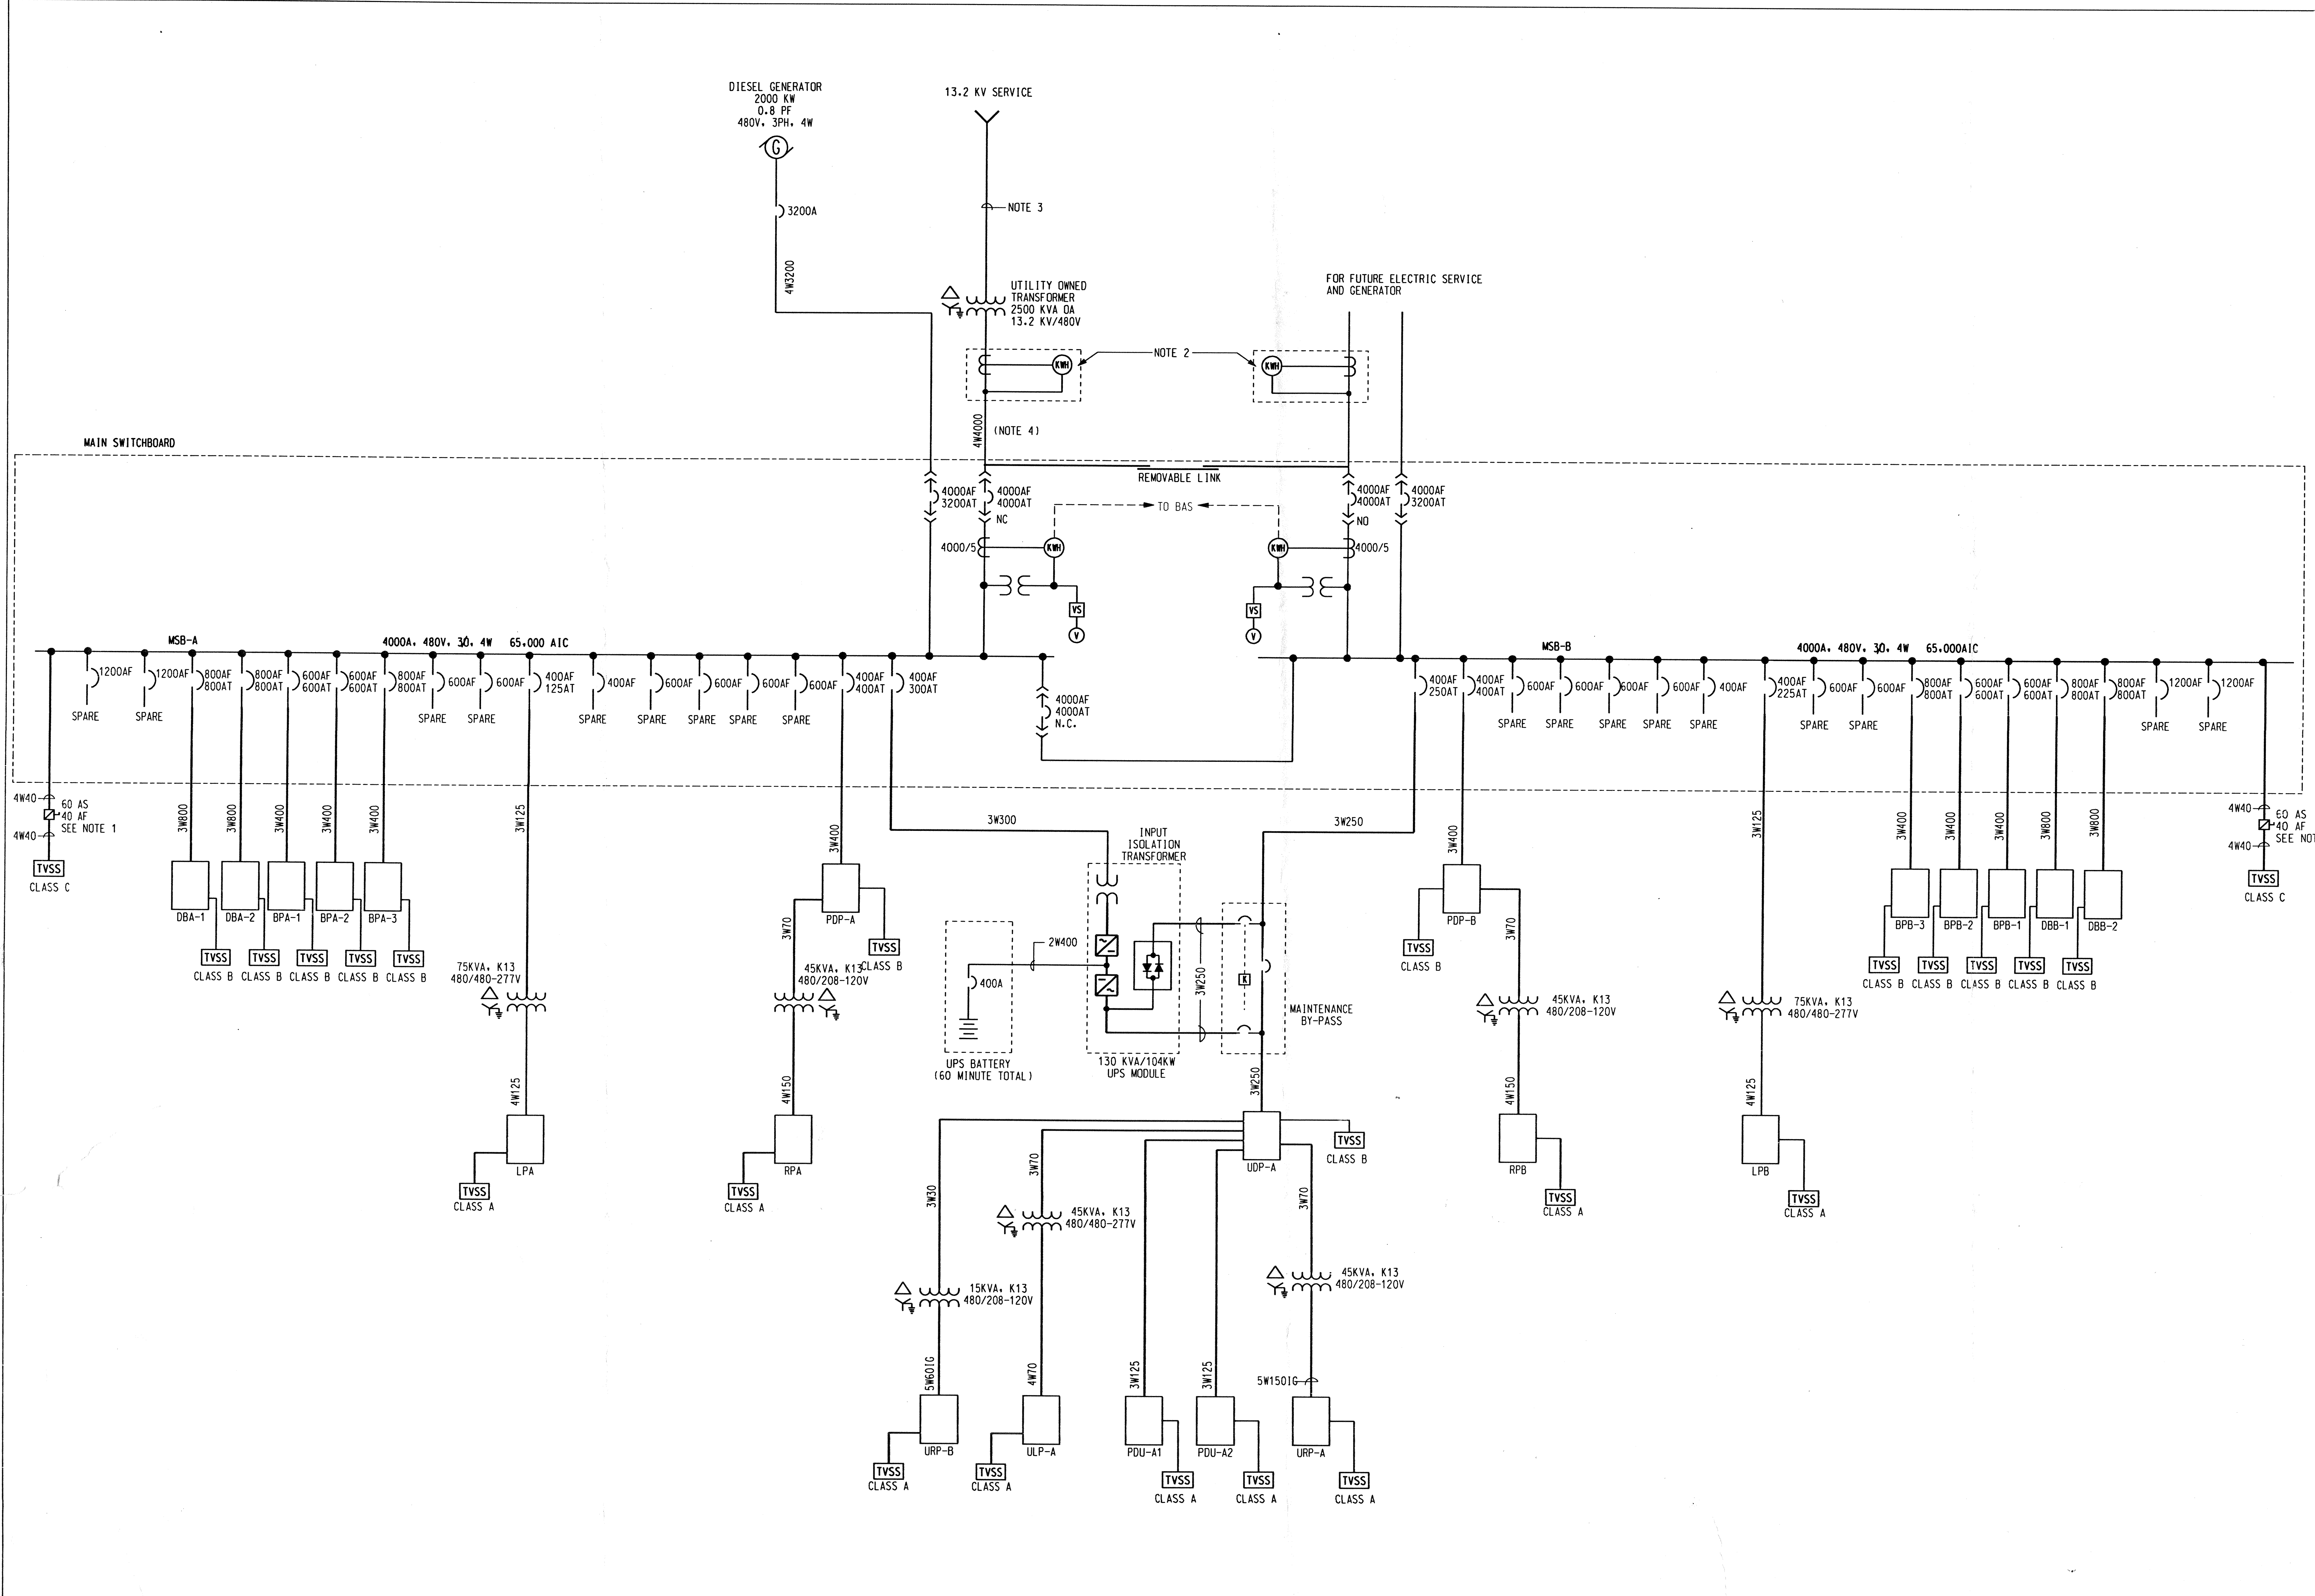 DIESEL GENERATOR
2000 KW
0.8 PF
480V, 3PH, 4W
G
3200A
4W3200
13.2 KV SERVICE
NOTE 3
UTILITY OWNED
TRANSFORMER
2500 KVA OA
13.2 KV/480V
FOR FUTURE ELECTRIC SERVICE
AND GENERATOR
KWH
NOTE 2
KWH
4W4000
(NOTE 4)
MAIN SWITCHBOARD
REMOVABLE LINK
4000AF
3200AT
4000AF
4000AT
NC
TO BAS
4000AF
4000AT
NO
4000AF
3200AT
4000/5
KWH
KWH
4000/5
VS
V
VS
V
MSB-A
4000A, 480V, 3Ø, 4W 65,000 AIC
MSB-B
4000A, 480V, 3Ø, 4W 65,000AIC
1200AF
SPARE
1200AF
SPARE
800AF
800AT
800AF
800AT
600AF
600AT
600AF
600AT
800AF
800AT
600AF
SPARE
600AF
SPARE
400AF
125AT
400AF
SPARE
600AF
SPARE
600AF
SPARE
600AF
SPARE
600AF
SPARE
400AF
400AT
400AF
300AT
4000AF
4000AT
N.C.
400AF
250AT
400AF
400AT
600AF
SPARE
600AF
SPARE
600AF
SPARE
600AF
SPARE
400AF
SPARE
400AF
225AT
600AF
SPARE
600AF
SPARE
800AF
800AT
600AF
600AT
600AF
600AT
800AF
800AT
800AF
800AT
1200AF
SPARE
1200AF
SPARE
4W40
60 AS
40 AF
SEE NOTE 1
4W40
TVSS
CLASS C
3W800
3W800
3W400
3W400
3W400
DBA-1
DBA-2
BPA-1
BPA-2
BPA-3
TVSS
TVSS
TVSS
TVSS
TVSS
CLASS B
CLASS B
CLASS B
CLASS B
CLASS B
3W125
75KVA, K13
480/480-277V
4W125
LPA
TVSS
CLASS A
3W400
PDP-A
TVSS
CLASS B
3W70
45KVA, K13
480/208-120V
4W150
RPA
TVSS
CLASS A
3W300
INPUT
ISOLATION
TRANSFORMER
3W250
2W400
400A
UPS BATTERY
(60 MINUTE TOTAL)
130 KVA/104KW
UPS MODULE
3W250
K
MAINTENANCE
BY-PASS
3W250
UDP-A
TVSS
CLASS B
3W30
15KVA, K13
480/208-120V
5W60IG
URP-B
TVSS
CLASS A
3W70
45KVA, K13
480/480-277V
4W70
ULP-A
TVSS
CLASS A
3W125
PDU-A1
TVSS
CLASS A
3W125
PDU-A2
TVSS
CLASS A
3W70
45KVA, K13
480/208-120V
5W150IG
URP-A
TVSS
CLASS A
3W400
PDP-B
TVSS
CLASS B
3W70
45KVA, K13
480/208-120V
4W150
RPB
TVSS
CLASS A
3W125
75KVA, K13
480/480-277V
4W125
LPB
TVSS
CLASS A
3W400
3W400
3W400
3W800
3W800
BPB-3
BPB-2
BPB-1
DBB-1
DBB-2
TVSS
TVSS
TVSS
TVSS
TVSS
CLASS B
CLASS B
CLASS B
CLASS B
CLASS B
4W40
60 AS
40 AF
SEE NOT
4W40
TVSS
CLASS C